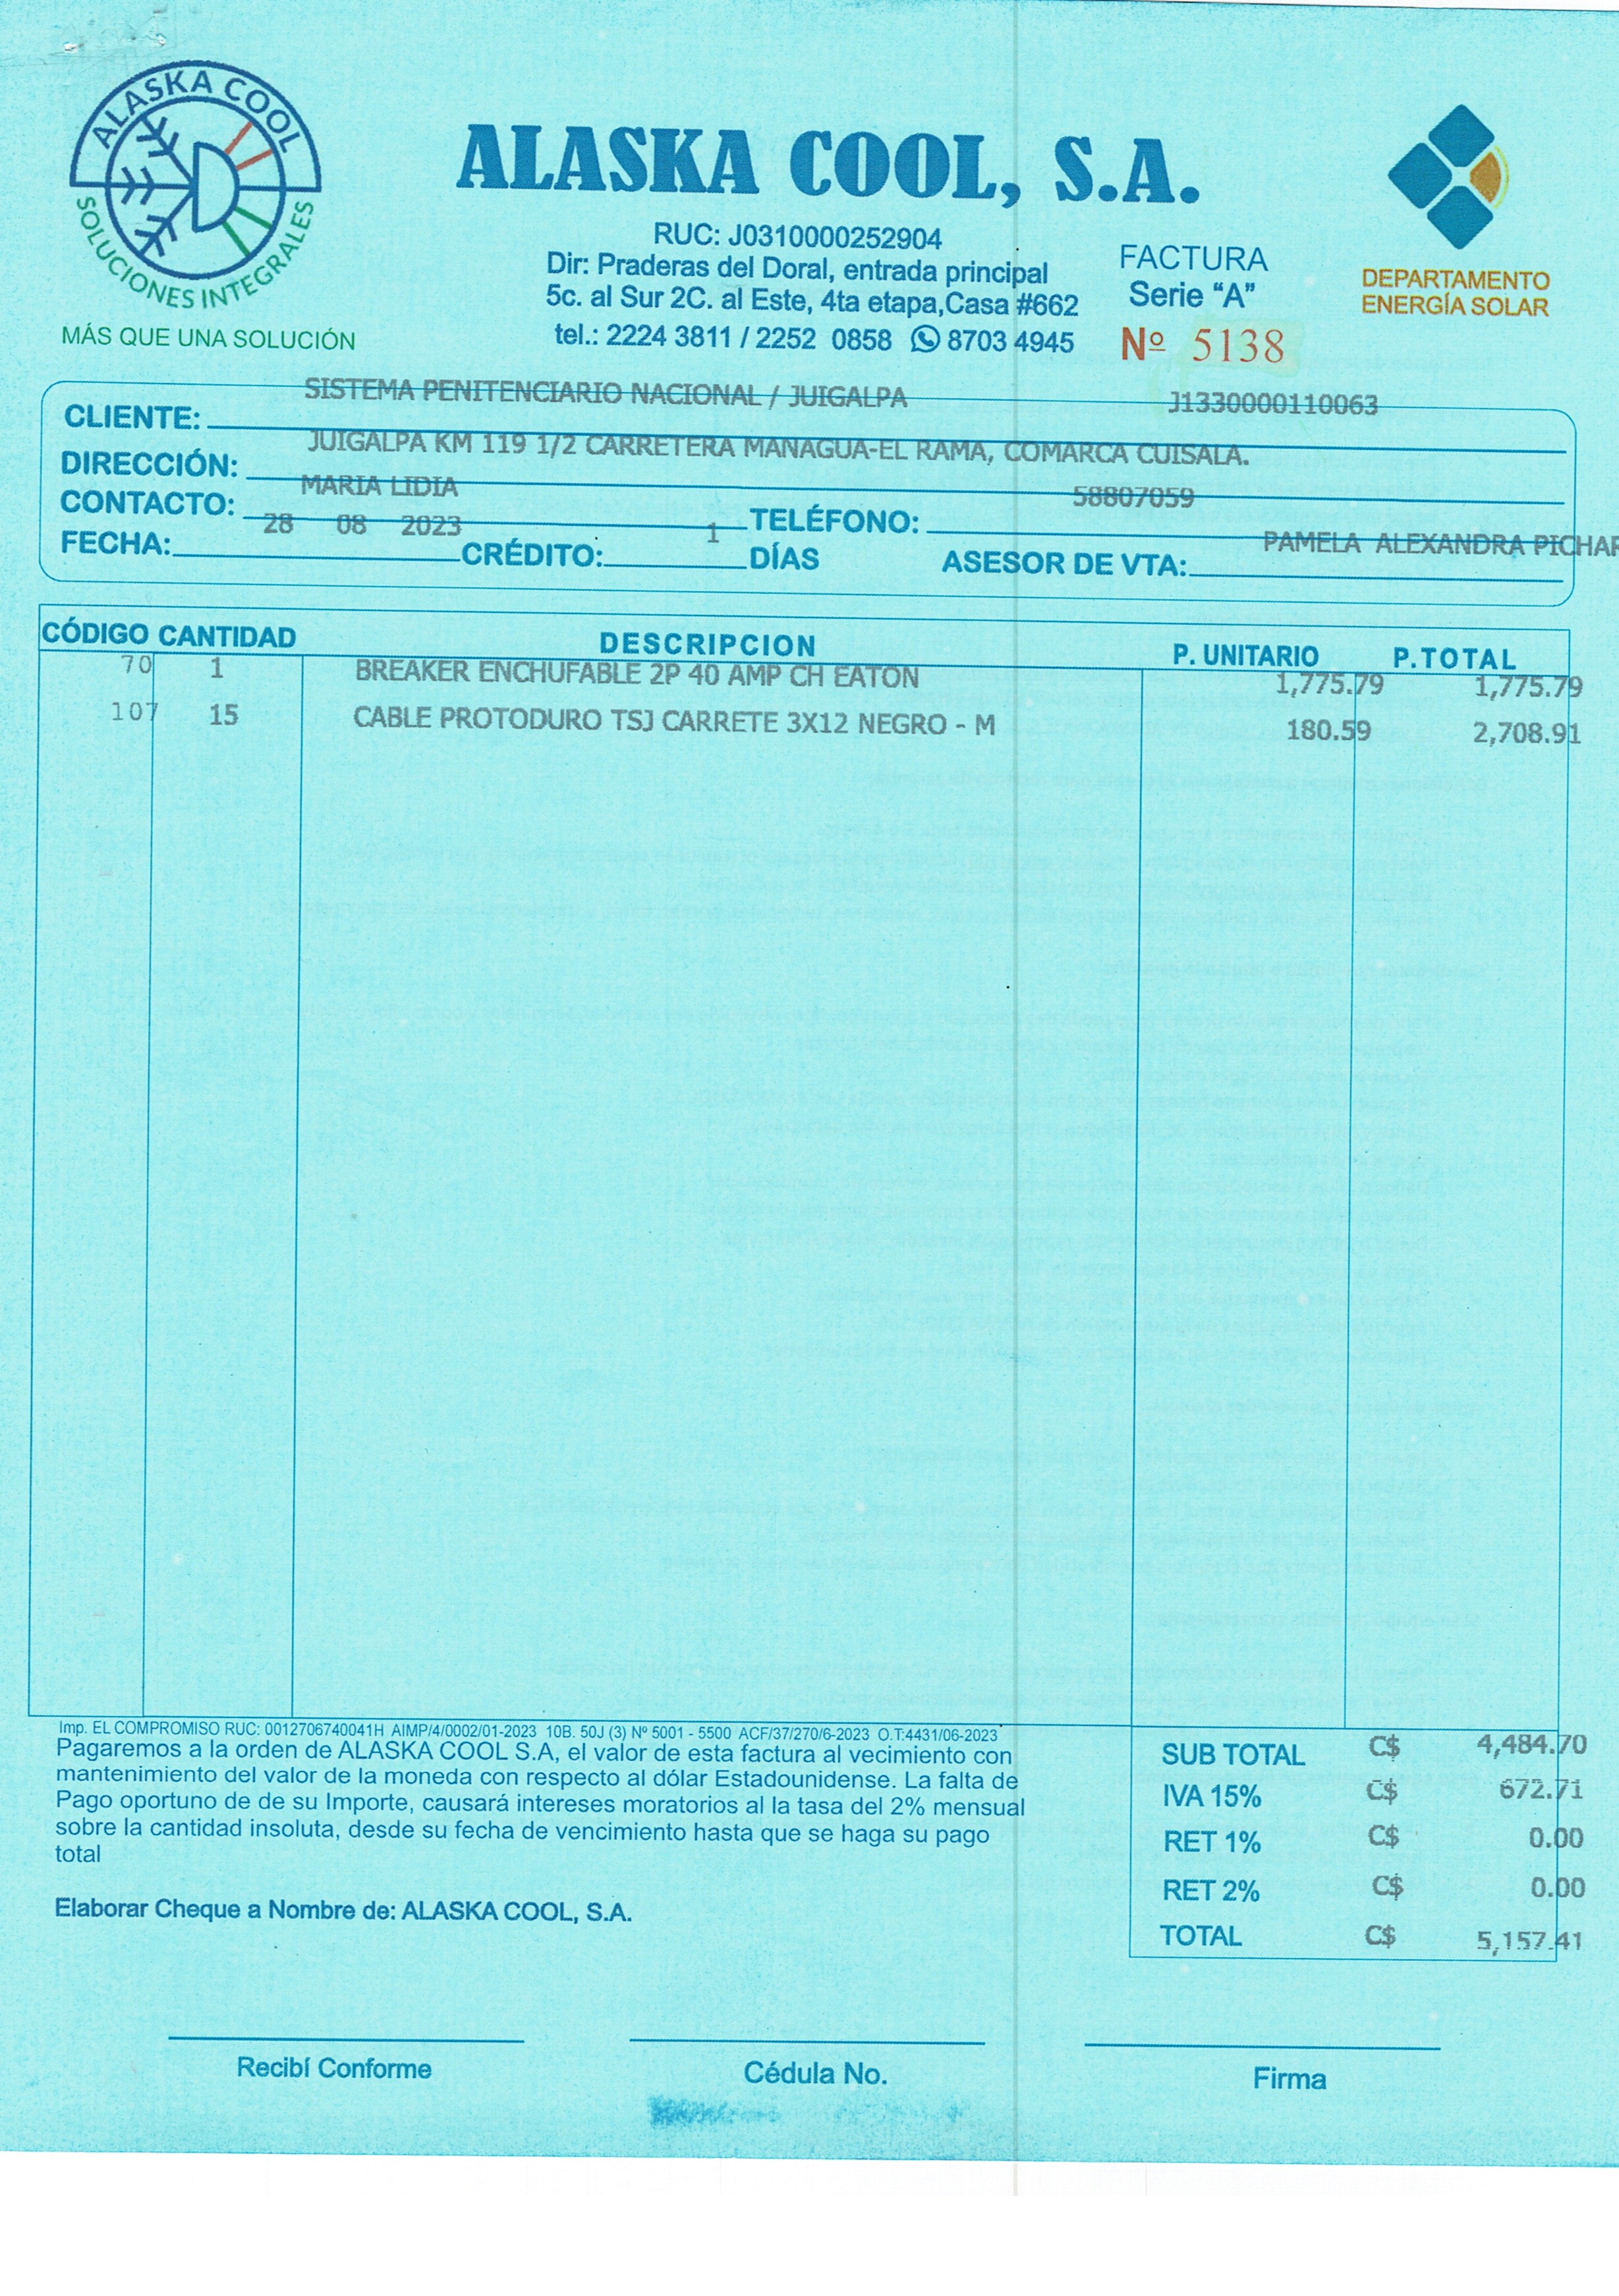 ALASKA COOL
SOLUCIONES INTEGRALES
MÁS QUE UNA SOLUCIÓN
ALASKA COOL, S.A.
RUC: J0310000252904
Dir: Praderas del Doral, entrada principal
5c. al Sur 2C. al Este, 4ta etapa,Casa #662
tel.: 2224 3811 / 2252 0858 8703 4945
FACTURA
Serie “A”
Nº 5138
DEPARTAMENTO
ENERGÍA SOLAR
CLIENTE: SISTEMA PENITENCIARIO NACIONAL / JUIGALPA J1330000110063
DIRECCIÓN: JUIGALPA KM 119 1/2 CARRETERA MANAGUA-EL RAMA, COMARCA CUISALA.
CONTACTO: MARIA LIDIA TELÉFONO: 58807059
FECHA: 28 08 2023 CRÉDITO: 1 DÍAS ASESOR DE VTA: PAMELA ALEXANDRA PICHAR
CÓDIGO CANTIDAD DESCRIPCION P. UNITARIO P.TOTAL
70 1 BREAKER ENCHUFABLE 2P 40 AMP CH EATON 1,775.79 1,775.79
107 15 CABLE PROTODURO TSJ CARRETE 3X12 NEGRO - M 180.59 2,708.91
Imp. EL COMPROMISO RUC: 0012706740041H AIMP/4/0002/01-2023 10B. 50J (3) Nº 5001 - 5500 ACF/37/270/6-2023 O.T:4431/06-2023
Pagaremos a la orden de ALASKA COOL S.A, el valor de esta factura al vecimiento con
mantenimiento del valor de la moneda con respecto al dólar Estadounidense. La falta de
Pago oportuno de de su Importe, causará intereses moratorios al la tasa del 2% mensual
sobre la cantidad insoluta, desde su fecha de vencimiento hasta que se haga su pago
total
Elaborar Cheque a Nombre de: ALASKA COOL, S.A.
SUB TOTAL C$ 4,484.70
IVA 15% C$ 672.71
RET 1% C$ 0.00
RET 2% C$ 0.00
TOTAL C$ 5,157.41
Recibí Conforme
Cédula No.
Firma